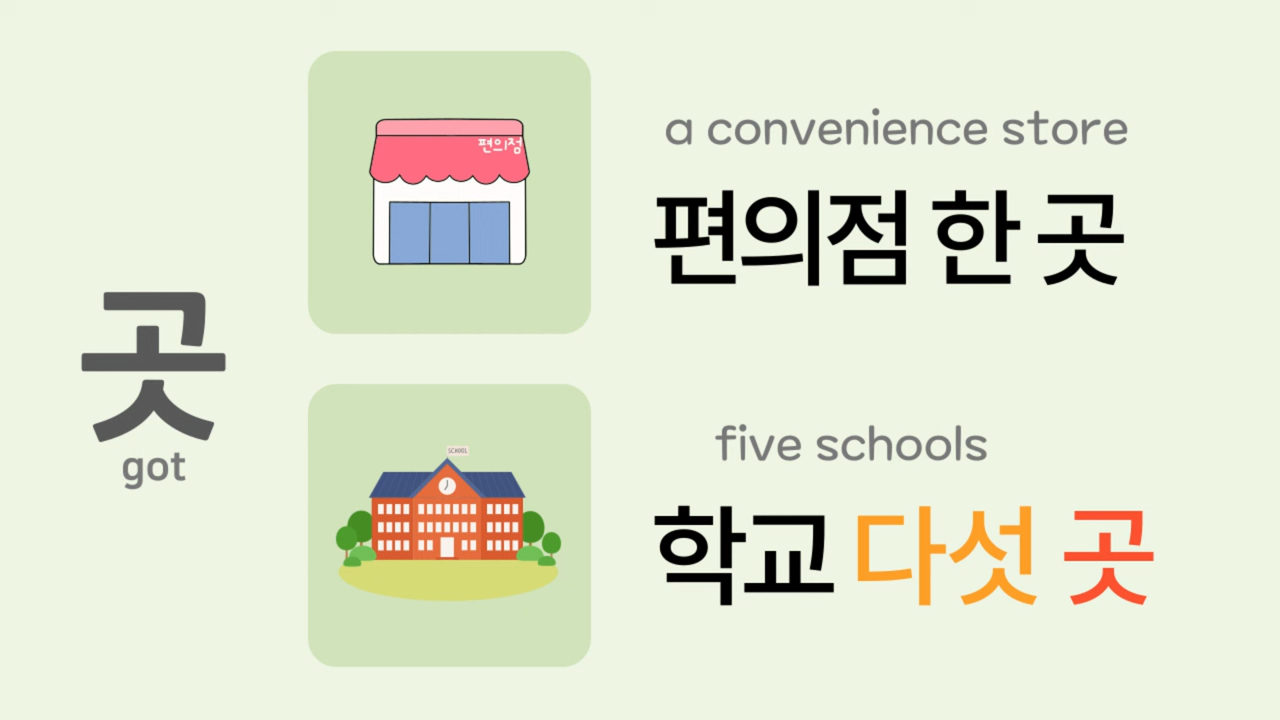 곳
got
a convenience store
편의점
편의점 한 곳
five schools
SCHOOL
학교 다섯 곳